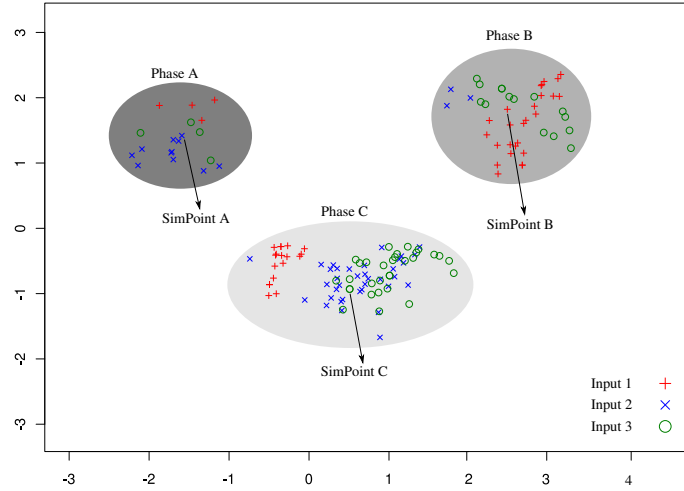 3
2
1
0
-1
-2
-3
Phase A
Phase B
SimPoint A
SimPoint B
Phase C
SimPoint C
Input 1
Input 2
Input 3
-3 -2 -1 0 1 2 3 4